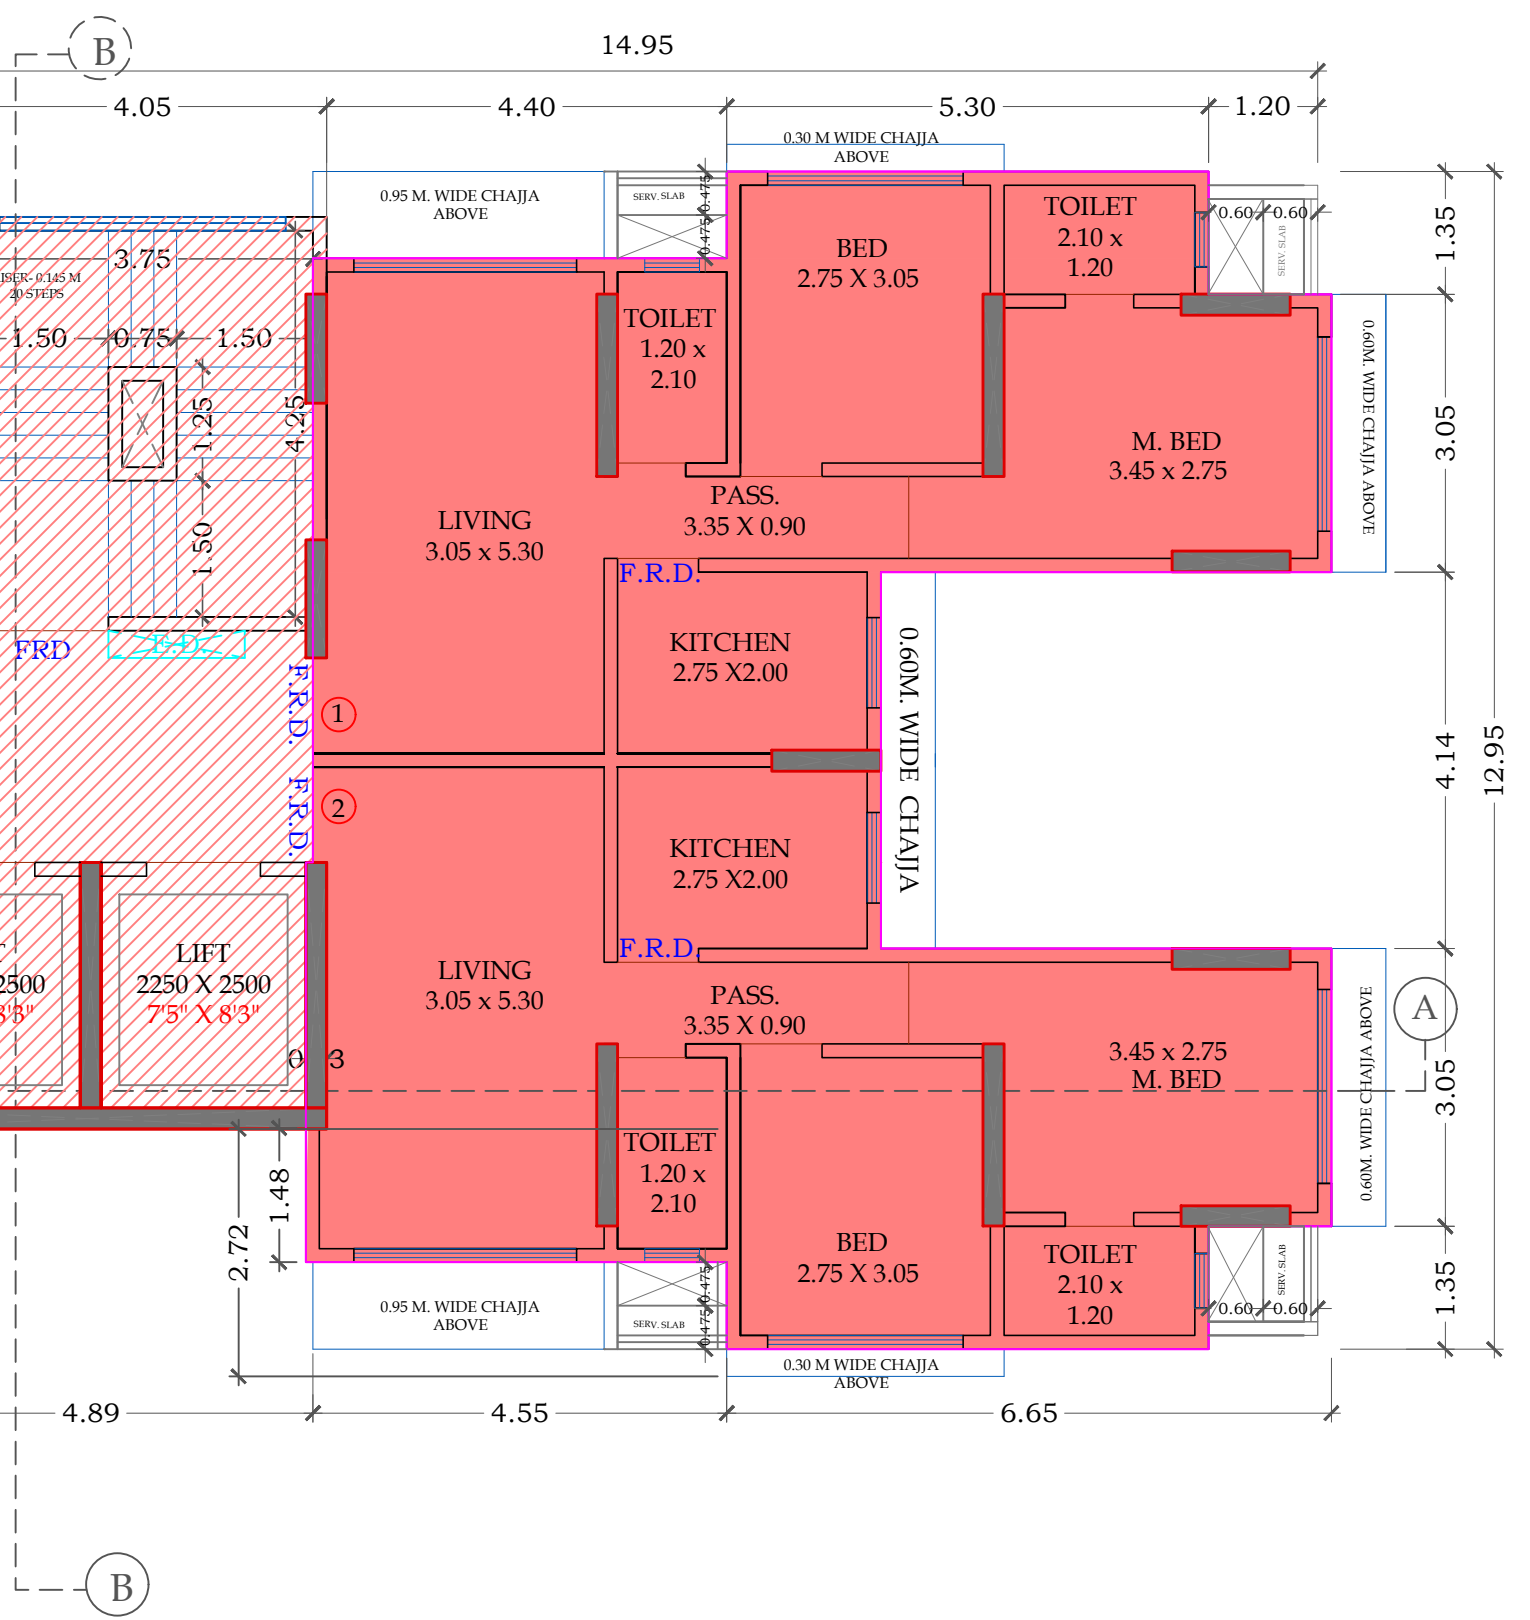 B
14.95
4.05
4.40
5.30
1.20
0.30 M WIDE CHAJJA
ABOVE
0.95 M. WIDE CHAJJA
ABOVE
SERV. SLAB
0.475
0.475
BED
2.75 X 3.05
TOILET
2.10 x
1.20
0.60
0.60
SERV. SLAB
1.35
3.75
ISER- 0.145 M
20 STEPS
1.50
0.75
1.50
1.25
4.25
1.50
TOILET
1.20 x
2.10
0.60M. WIDE CHAJJA ABOVE
3.05
M. BED
3.45 x 2.75
PASS.
3.35 X 0.90
LIVING
3.05 x 5.30
F.R.D.
FRD
E.D.
KITCHEN
2.75 X2.00
0.60M. WIDE CHAJJA
F.R.D.
1
F.R.D.
2
4.14
12.95
KITCHEN
2.75 X2.00
F.R.D.
LIFT
2250 X 2500
7'5" X 8'3"
2500
8'3"
LIVING
3.05 x 5.30
PASS.
3.35 X 0.90
3.45 x 2.75
M. BED
0.60M. WIDE CHAJJA ABOVE
A
3.05
TOILET
1.20 x
2.10
1.48
2.72
BED
2.75 X 3.05
TOILET
2.10 x
1.20
SERV. SLAB
0.60
0.60
1.35
0.95 M. WIDE CHAJJA
ABOVE
SERV. SLAB
0.475
0.475
0.30 M WIDE CHAJJA
ABOVE
4.89
4.55
6.65
B